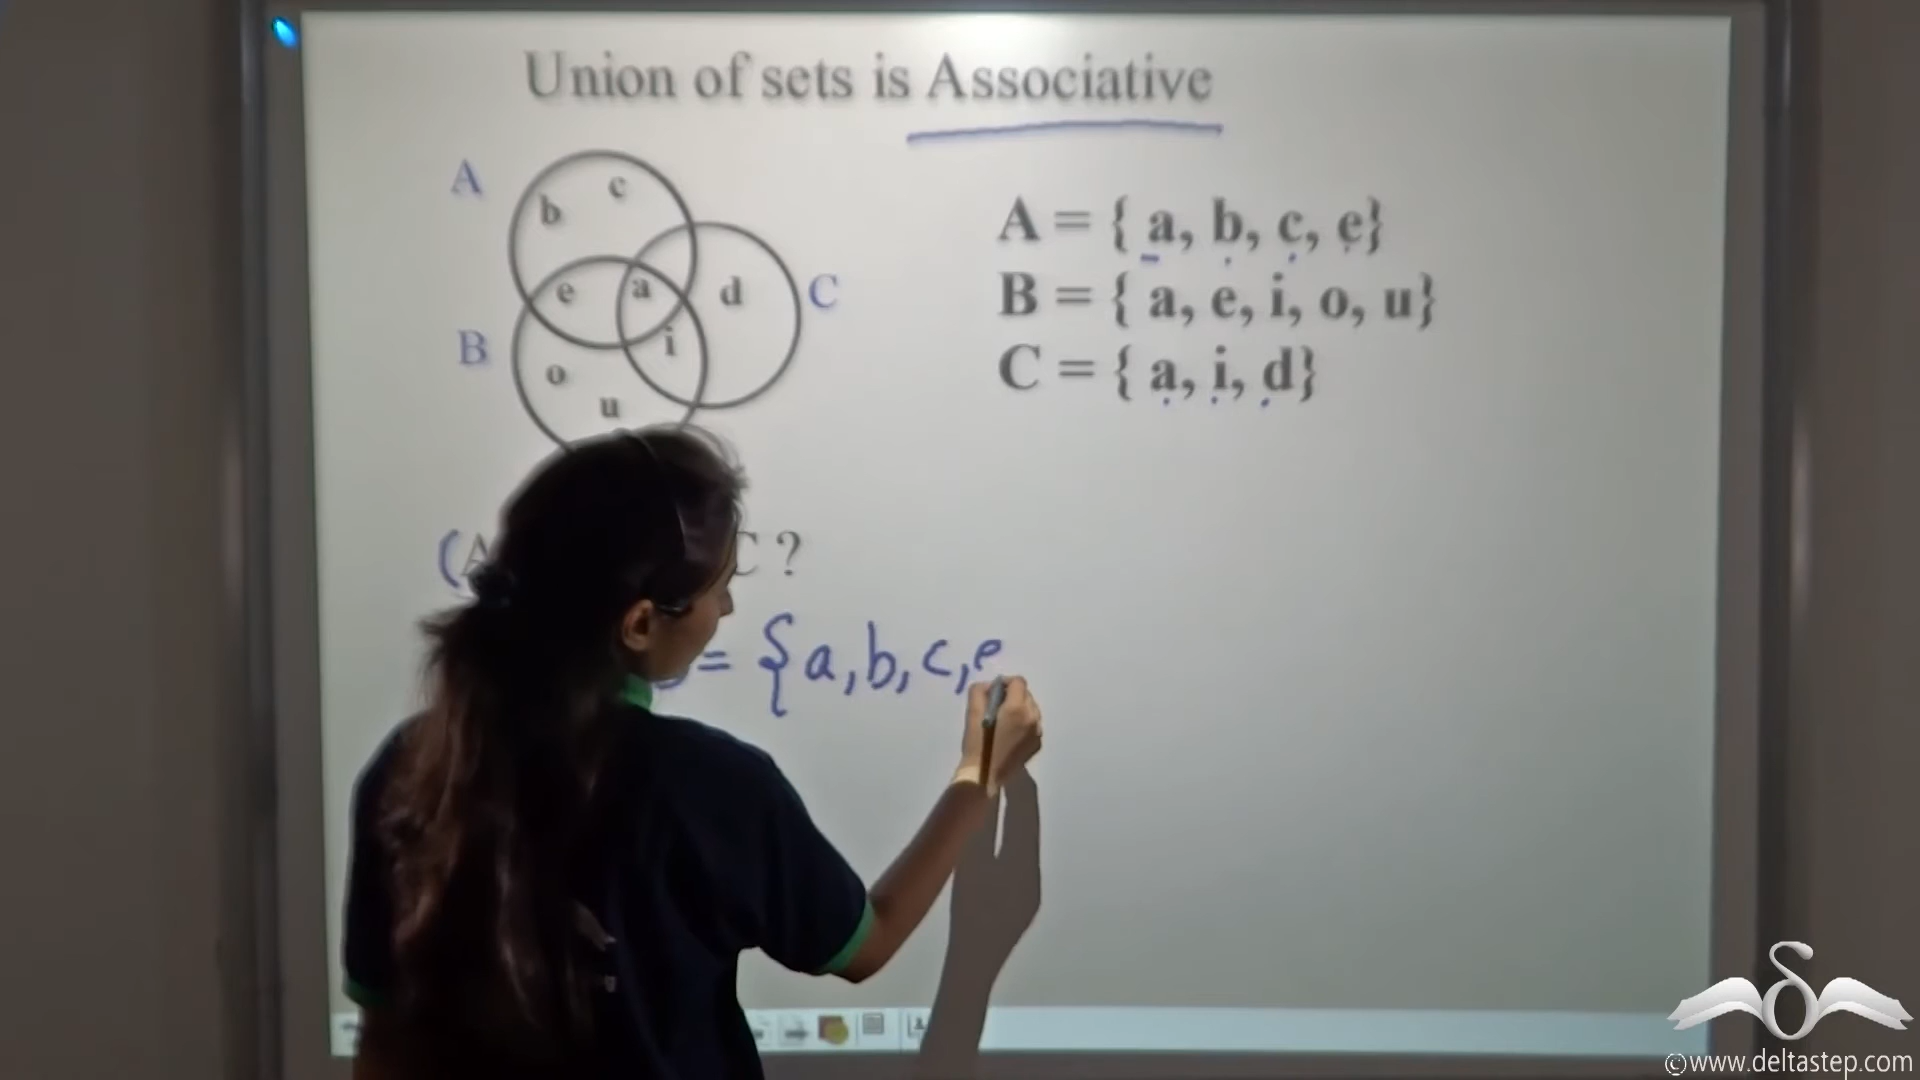 Union of sets is Associative
A
c
b
A = { a, b, c, e}
e a d
C
B = { a, e, i, o, u}
B
i
o
C = { a, i, d}
u
(A C ?
= { a, b, c, e
©www.deltastep.com